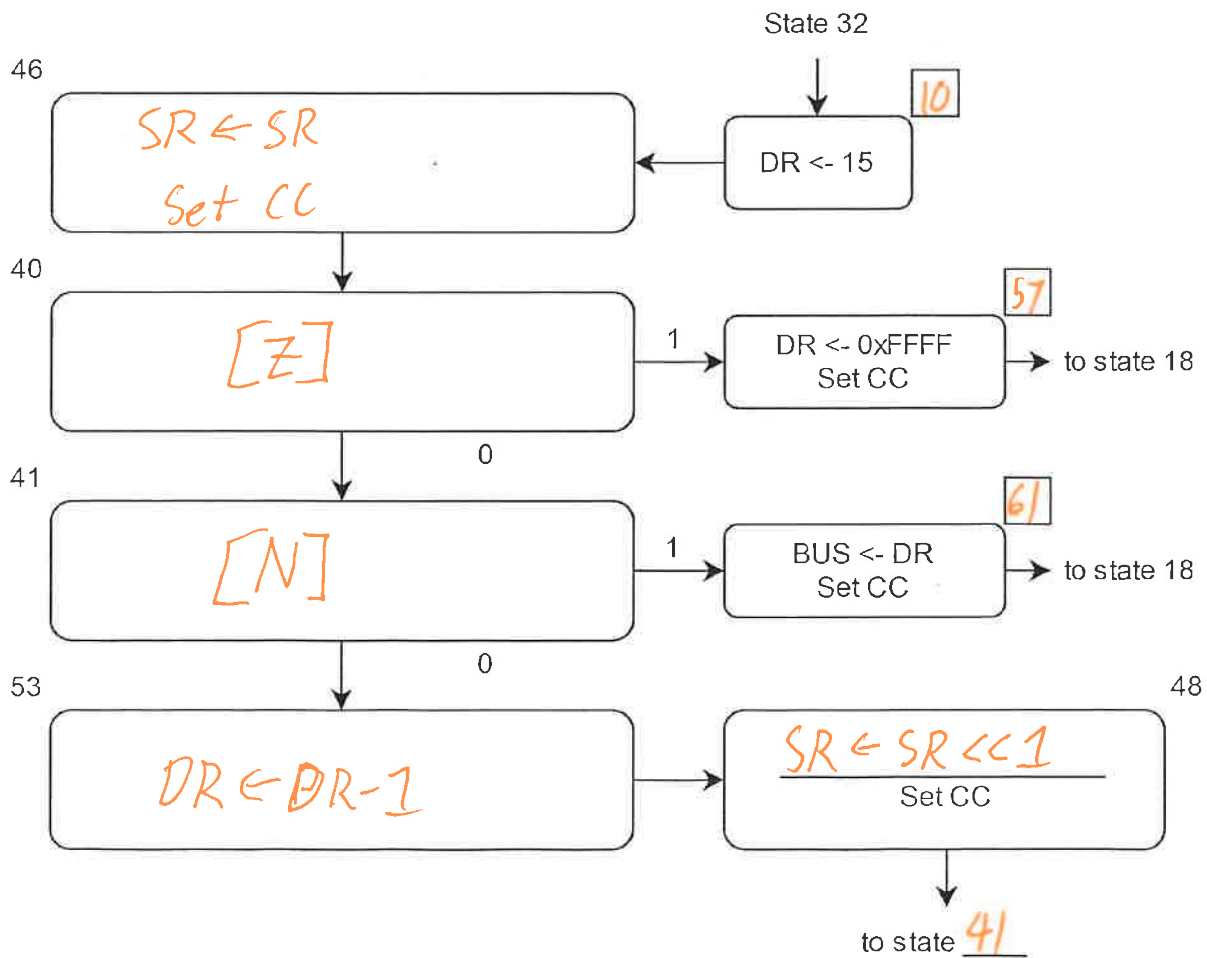 State 32
10
DR <- 15
46
SR ← SR
Set CC
40
[Z]
1
57
DR <- 0xFFFF
Set CC
to state 18
0
41
[N]
1
61
BUS <- DR
Set CC
to state 18
0
53
DR ← DR-1
48
SR ← SR <<1
Set CC
to state 41